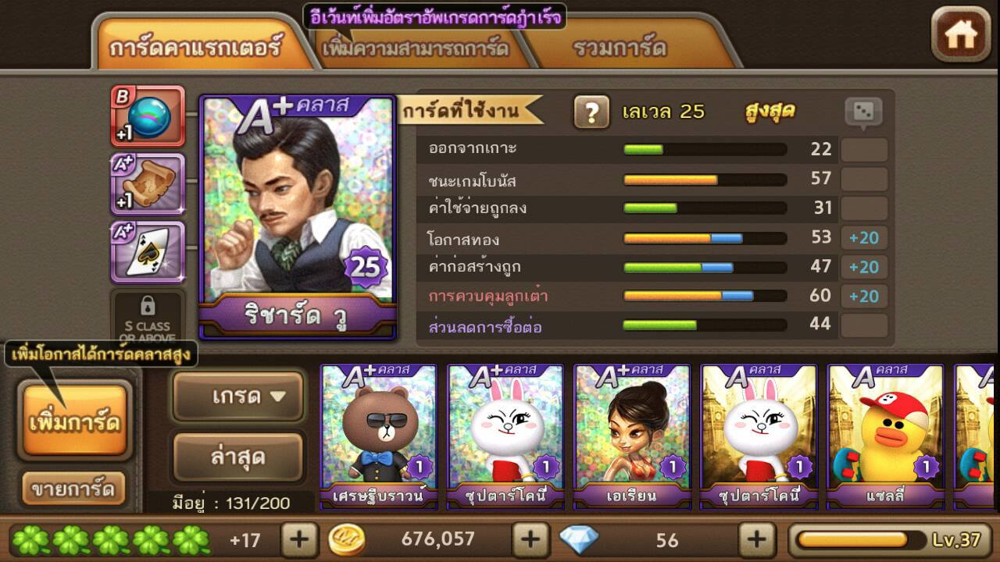 อีเว้นท์เพิ่มอัตราอัพเกรดการ์ดสำเร็จ
การ์ดคาแรกเตอร์
เพิ่มความสามารถการ์ด
รวมการ์ด
B
+1
A+
+1
A+
S CLASS
OR ABOVE
A+ คลาส
25
ริชาร์ด วู
การ์ดที่ใช้งาน
?
เลเวล 25
สูงสุด
ออกจากเกาะ 22
ชนะเกมโบนัส 57
ค่าใช้จ่ายถูกลง 31
โอกาสทอง 53 +20
ค่าก่อสร้างถูก 47 +20
การควบคุมลูกเต๋า 60 +20
ส่วนลดการซื้อต่อ 44
เพิ่มโอกาสได้การ์ดคลาสสูง
เพิ่มการ์ด
ขายการ์ด
เกรด
ล่าสุด
มีอยู่ : 131/200
A+ คลาส
1
เศรษฐีบราวน์
A+ คลาส
1
ซุปตาร์โคนี่
A+ คลาส
1
เอเรียน
A คลาส
1
ซุปตาร์โคนี่
A คลาส
1
แซลลี่
A
+17
+
676,057
+
56
+
Lv.37